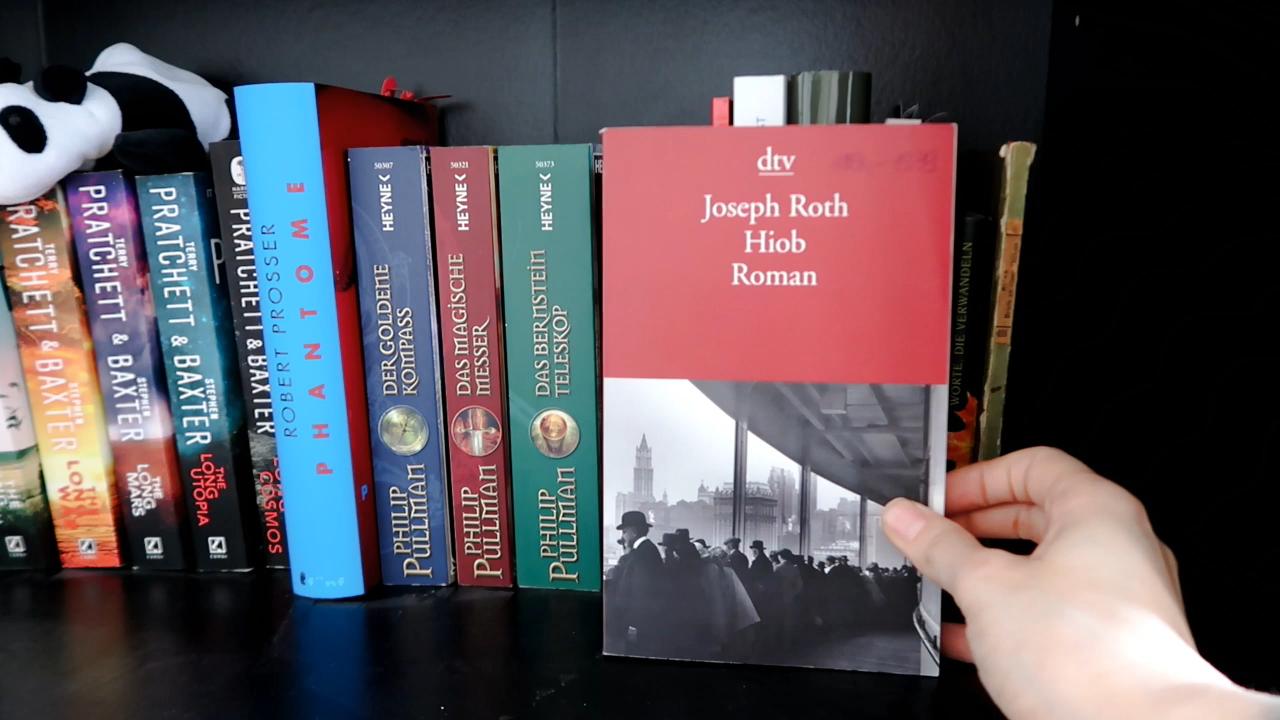 TERRY
PRATCHETT &
STEPHEN
BAXTER
TERRY
PRATCHETT &
STEPHEN
BAXTER
THE
LONG
MARS
CORGI
TERRY
PRATCHETT &
STEPHEN
BAXTER
THE
LONG
UTOPIA
CORGI
PRATCHETT &
BAXTER
COSMOS
ROBERT PROSSER
PHANTOME
50307
HEYNE<
DER GOLDENE
KOMPASS
PHILIP
PULLMAN
50321
HEYNE<
DAS MAGISCHE
MESSER
PHILIP
PULLMAN
50373
HEYNE<
DAS BERNSTEIN
TELESKOP
PHILIP
PULLMAN
dtv
Joseph Roth
Hiob
Roman
WORTE, DIE VERWANDELN